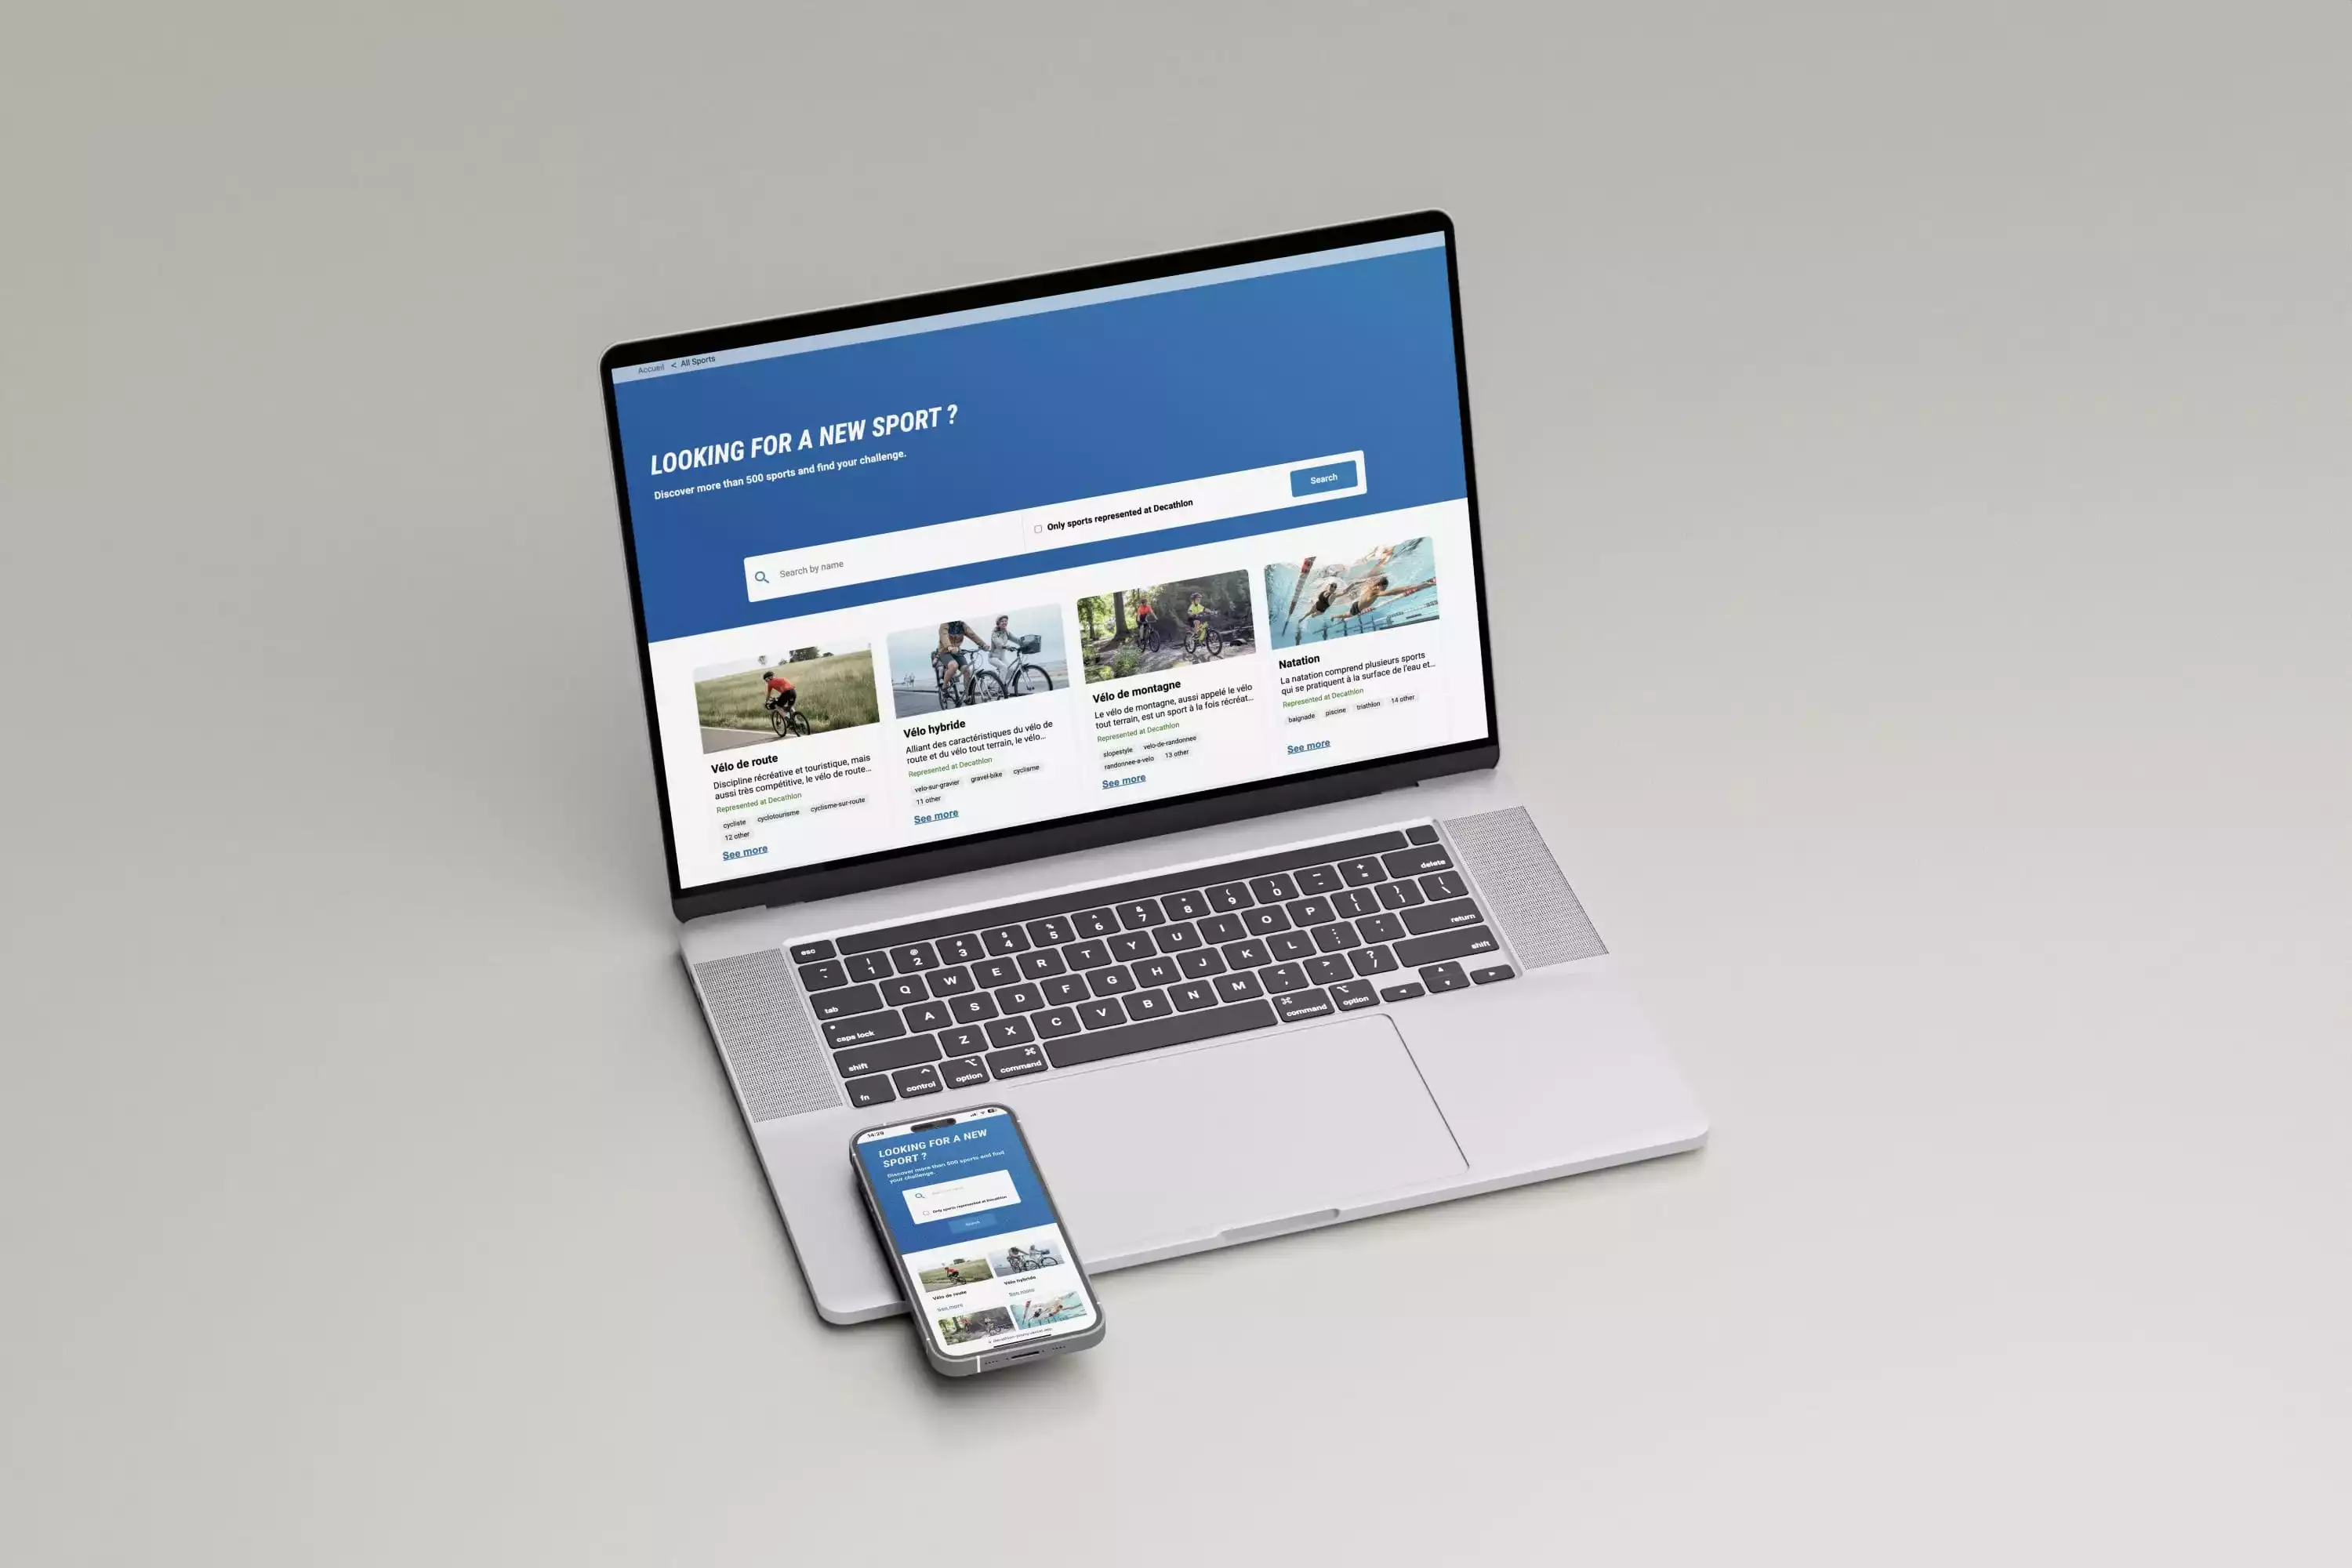 Accueil < All Sports
LOOKING FOR A NEW SPORT ?
Discover more than 500 sports and find your challenge.
Search by name
Only sports represented at Decathlon
Search
Vélo de route
Discipline récréative et touristique, mais
aussi très compétitive, le vélo de route...
Represented at Decathlon
cycliste cyclotourisme cyclisme-sur-route
12 other
See more
Vélo hybride
Alliant des caractéristiques du vélo de
route et du vélo tout terrain, le vélo...
Represented at Decathlon
velo-sur-gravier gravel-bike cyclisme
11 other
See more
Vélo de montagne
Le vélo de montagne, aussi appelé le vélo
tout terrain, est un sport à la fois récréat...
Represented at Decathlon
slopestyle velo-de-randonnee
randonnee-a-velo 13 other
See more
Natation
La natation comprend plusieurs sports
qui se pratiquent à la surface de l'eau et...
Represented at Decathlon
baignade piscine triathlon 14 other
See more
esc
~ ! 1 @ 2 # 3 $ 4 % 5 ^ 6 & 7 * 8 ( 9 ) 0 - + = delete
tab Q W E R T Y U I O P { [ } ] | \
caps lock A S D F G H J K L return
shift Z X C V B N M < , > . ? / shift
fn control option command command option
14:29
LOOKING FOR A NEW
SPORT ?
Discover more than 500 sports and find
your challenge.
Only sports represented at Decathlon
Search
Vélo de route
See more
Vélo hybride
See more